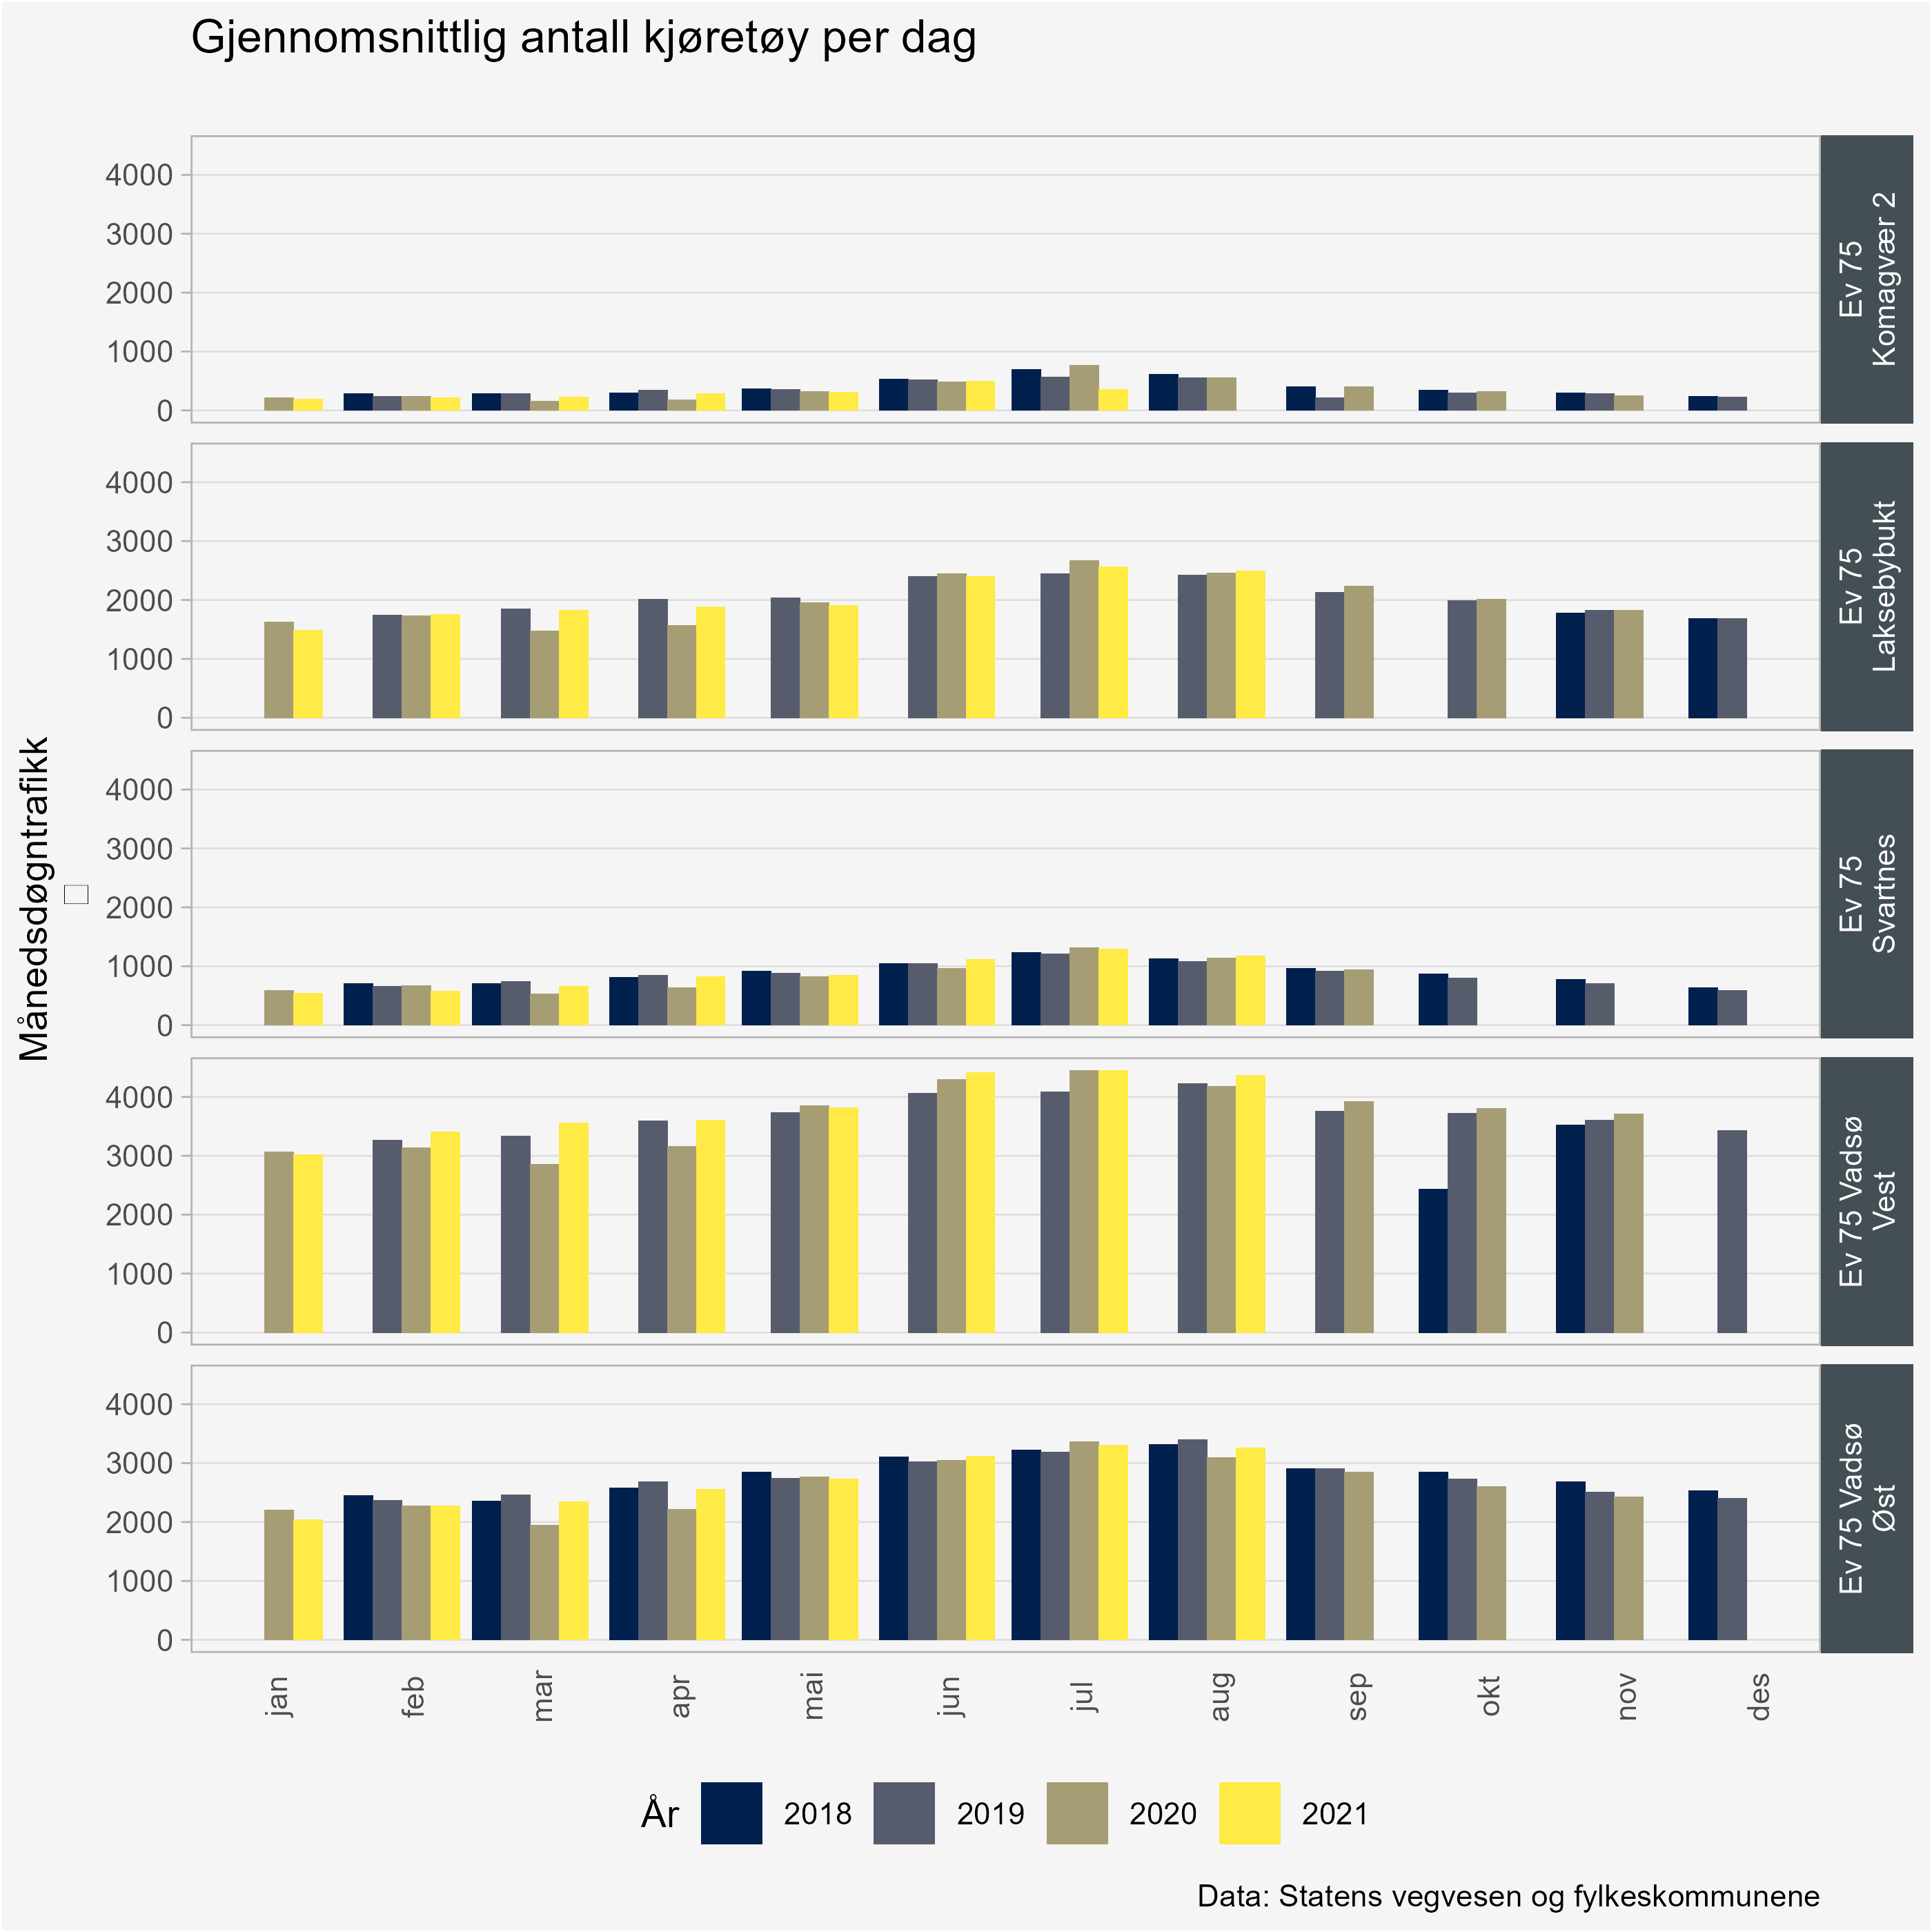 Gjennomsnittlig antall kjøretøy per dag
Månedsdøgntrafikk
4000
3000
2000
1000
0
Ev 75
Komagvær 2
4000
3000
2000
1000
0
Ev 75
Laksebybukt
4000
3000
2000
1000
0
Ev 75
Svartnes
4000
3000
2000
1000
0
Ev 75 Vadsø
Vest
4000
3000
2000
1000
0
Ev 75 Vadsø
Øst
jan feb mar apr mai jun jul aug sep okt nov des
År 2018 2019 2020 2021
Data: Statens vegvesen og fylkeskommunene